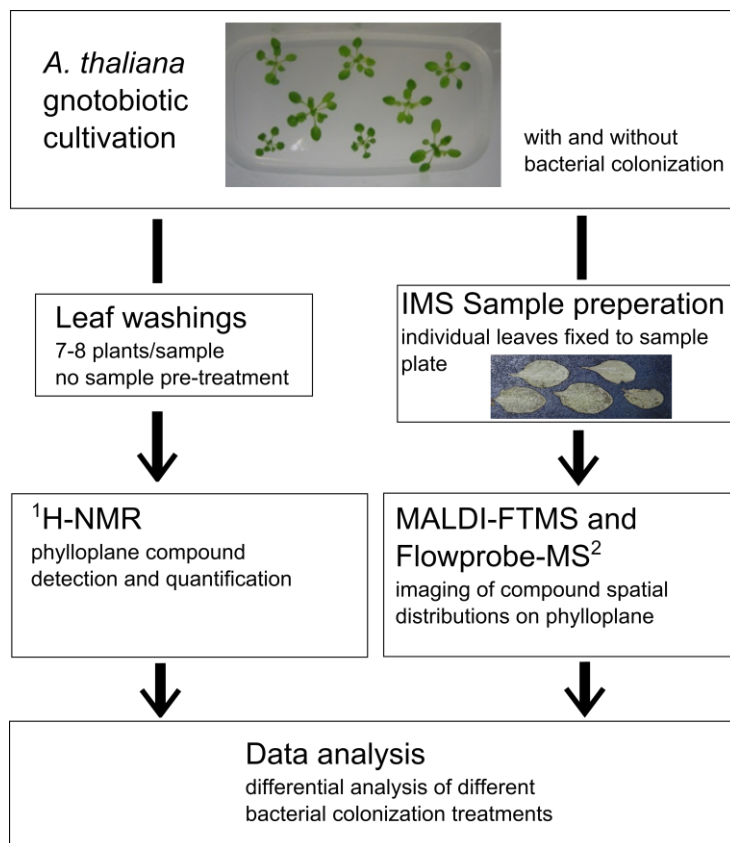 A. thaliana
gnotobiotic
cultivation
with and without
bacterial colonization
Leaf washings
7-8 plants/sample
no sample pre-treatment
IMS Sample preperation
individual leaves fixed to sample
plate
¹H-NMR
phylloplane compound
detection and quantification
MALDI-FTMS and
Flowprobe-MS²
imaging of compound spatial
distributions on phylloplane
Data analysis
differential analysis of different
bacterial colonization treatments